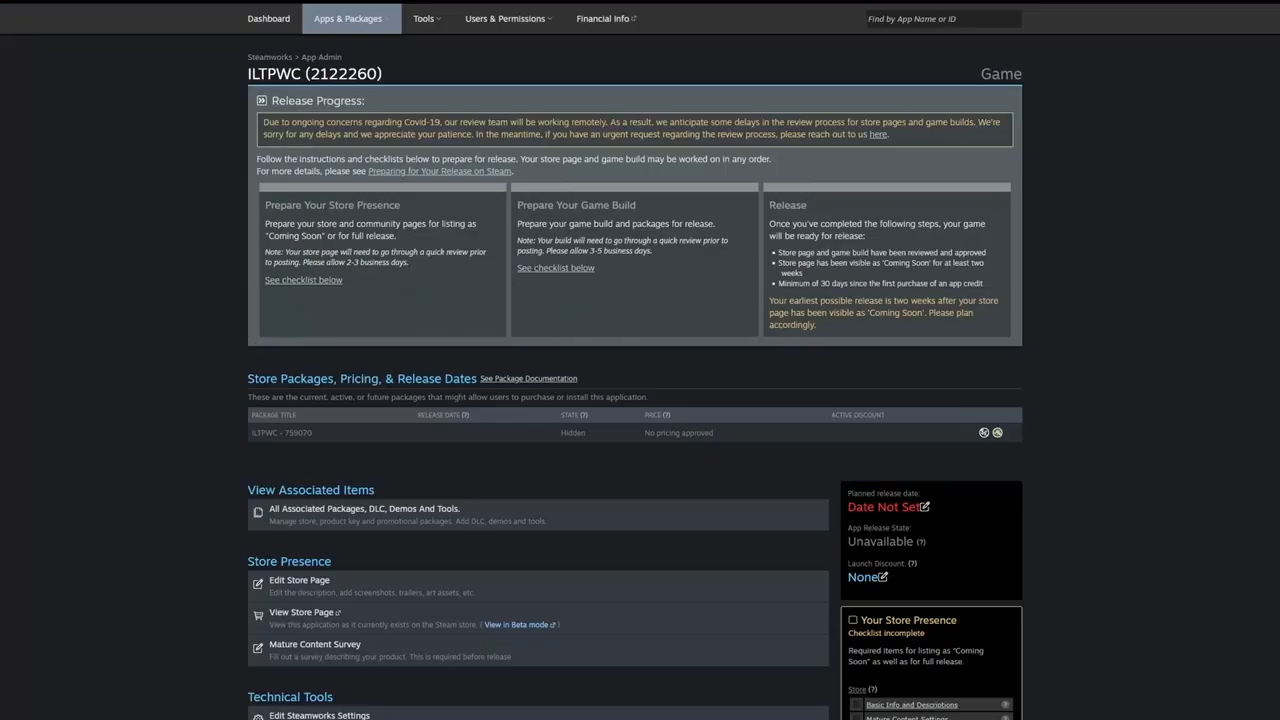 Dashboard
Apps & Packages
Tools
Users & Permissions
Financial Info
Find by App Name or ID
Steamworks > App Admin
ILTPWC (2122260)
Game
Release Progress:
Due to ongoing concerns regarding Covid-19, our review team will be working remotely. As a result, we anticipate some delays in the review process for store pages and game builds. We're
sorry for any delays and we appreciate your patience. In the meantime, if you have an urgent request regarding the review process, please reach out to us here.
Follow the instructions and checklists below to prepare for release. Your store page and game build may be worked on in any order.
For more details, please see Preparing for Your Release on Steam.
Prepare Your Store Presence
Prepare your store and community pages for listing as
"Coming Soon" or for full release.
Note: Your store page will need to go through a quick review prior
to posting. Please allow 2-3 business days.
See checklist below
Prepare Your Game Build
Prepare your game build and packages for release.
Note: Your build will need to go through a quick review prior to
posting. Please allow 3-5 business days.
See checklist below
Release
Once you've completed the following steps, your game
will be ready for release:
• Store page and game build have been reviewed and approved
• Store page has been visible as 'Coming Soon' for at least two
weeks
• Minimum of 30 days since the first purchase of an app credit
Your earliest possible release is two weeks after your store
page has been visible as 'Coming Soon'. Please plan
accordingly.
Store Packages, Pricing, & Release Dates See Package Documentation
These are the current, active, or future packages that might allow users to purchase or install this application.
PACKAGE TITLE RELEASE DATE (?) STATE (?) PRICE (?) ACTIVE DISCOUNT
ILTPWC - 759070 Hidden No pricing approved
View Associated Items
All Associated Packages, DLC, Demos And Tools.
Manage store, product key and promotional packages. Add DLC, demos and tools.
Store Presence
Edit Store Page
Edit the description, add screenshots, trailers, art assets, etc.
View Store Page
View this application as it currently exists on the Steam store. ( View in Beta mode )
Mature Content Survey
Fill out a survey describing your product. This is required before release
Technical Tools
Edit Steamworks Settings
Planned release date:
Date Not Set
App Release State:
Unavailable (?)
Launch Discount: (?)
None
Your Store Presence
Checklist incomplete
Required items for listing as "Coming
Soon" as well as for full release.
Store (?)
Basic Info and Descriptions ?
Mature Content Settings